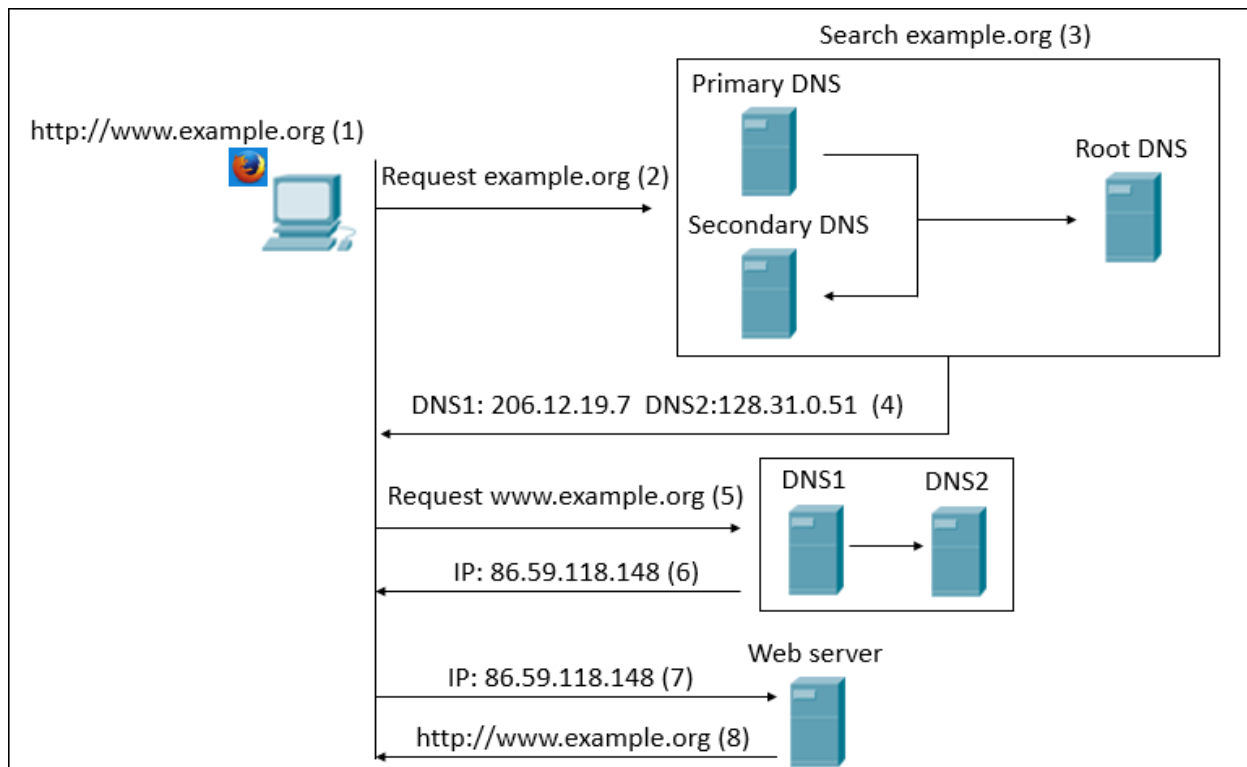 Search example.org (3)
Primary DNS
http://www.example.org (1)
Root DNS
Request example.org (2)
Secondary DNS
DNS1: 206.12.19.7  DNS2:128.31.0.51  (4)
DNS1
DNS2
Request www.example.org (5)
IP: 86.59.118.148 (6)
Web server
IP: 86.59.118.148 (7)
http://www.example.org (8)